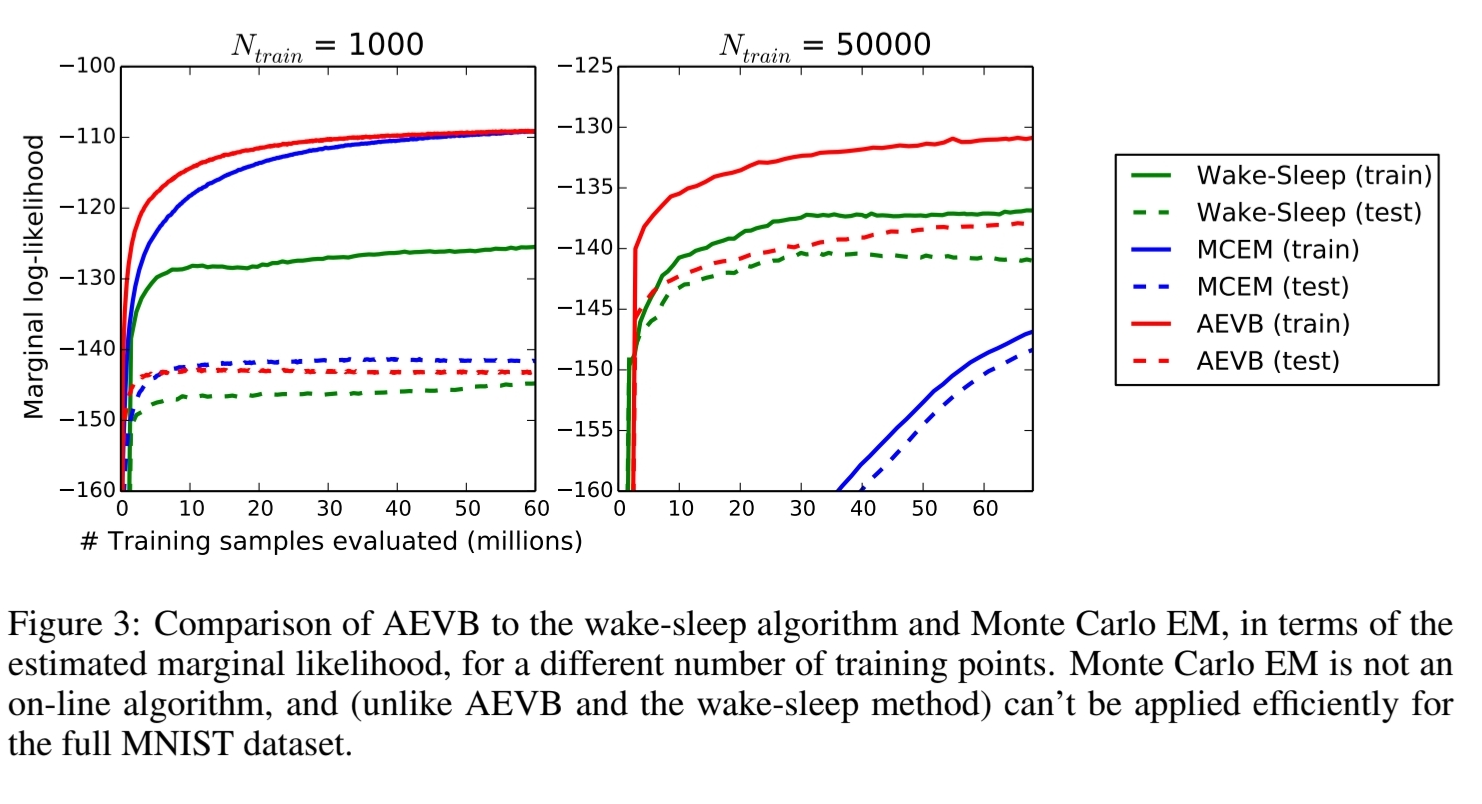 N_train = 1000
N_train = 50000
Marginal log-likelihood
−100
−110
−120
−130
−140
−150
−160
0 10 20 30 40 50 60
−125
−130
−135
−140
−145
−150
−155
−160
0 10 20 30 40 50 60
# Training samples evaluated (millions)
Wake-Sleep (train)
Wake-Sleep (test)
MCEM (train)
MCEM (test)
AEVB (train)
AEVB (test)
Figure 3: Comparison of AEVB to the wake-sleep algorithm and Monte Carlo EM, in terms of the
estimated marginal likelihood, for a different number of training points. Monte Carlo EM is not an
on-line algorithm, and (unlike AEVB and the wake-sleep method) can't be applied efficiently for
the full MNIST dataset.